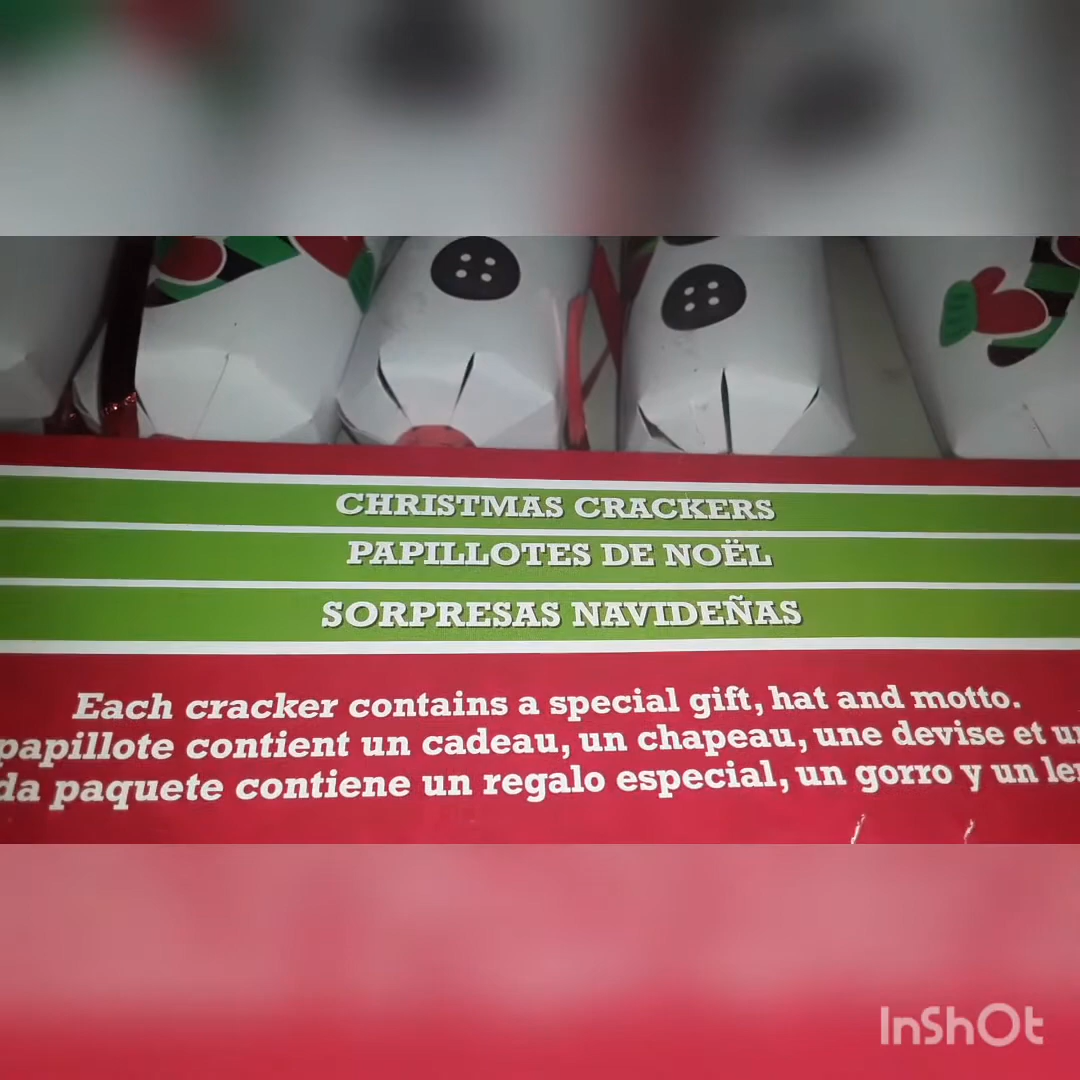 CHRISTMAS CRACKERS
PAPILLOTES DE NOËL
SORPRESAS NAVIDEÑAS
Each cracker contains a special gift, hat and motto.
papillote contient un cadeau, un chapeau, une devise et
paquete contiene un regalo especial, un gorro y un
InShOt